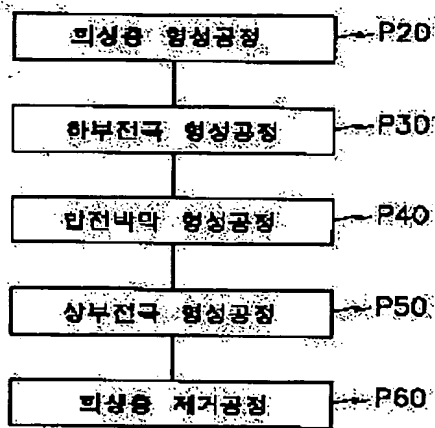 희생층 형성공정 P20
하부전극 형성공정 P30
압전박막 형성공정 P40
상부전극 형성공정 P50
희생층 제거공정 P60